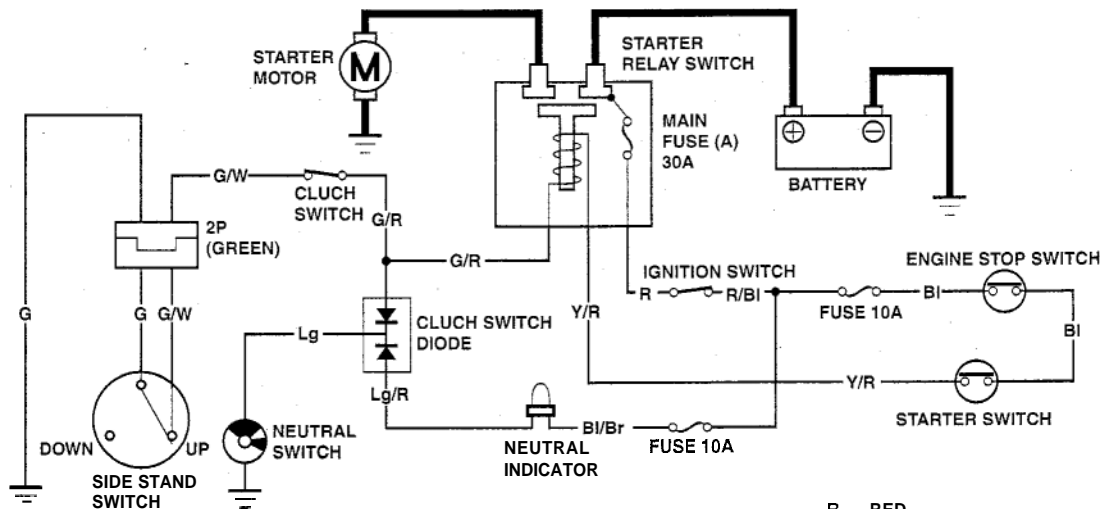 STARTER
MOTOR
M
STARTER
RELAY SWITCH
MAIN
FUSE (A)
30A
BATTERY
G/W
CLUCH
SWITCH
G/R
2P
(GREEN)
G/R
IGNITION SWITCH
ENGINE STOP SWITCH
R
R/Bl
FUSE 10A
Bl
G
G
G/W
Lg
CLUCH SWITCH
DIODE
Y/R
Bl
Lg/R
Y/R
STARTER SWITCH
DOWN
UP
NEUTRAL
SWITCH
Bl/Br
FUSE 10A
NEUTRAL
INDICATOR
SIDE STAND
SWITCH